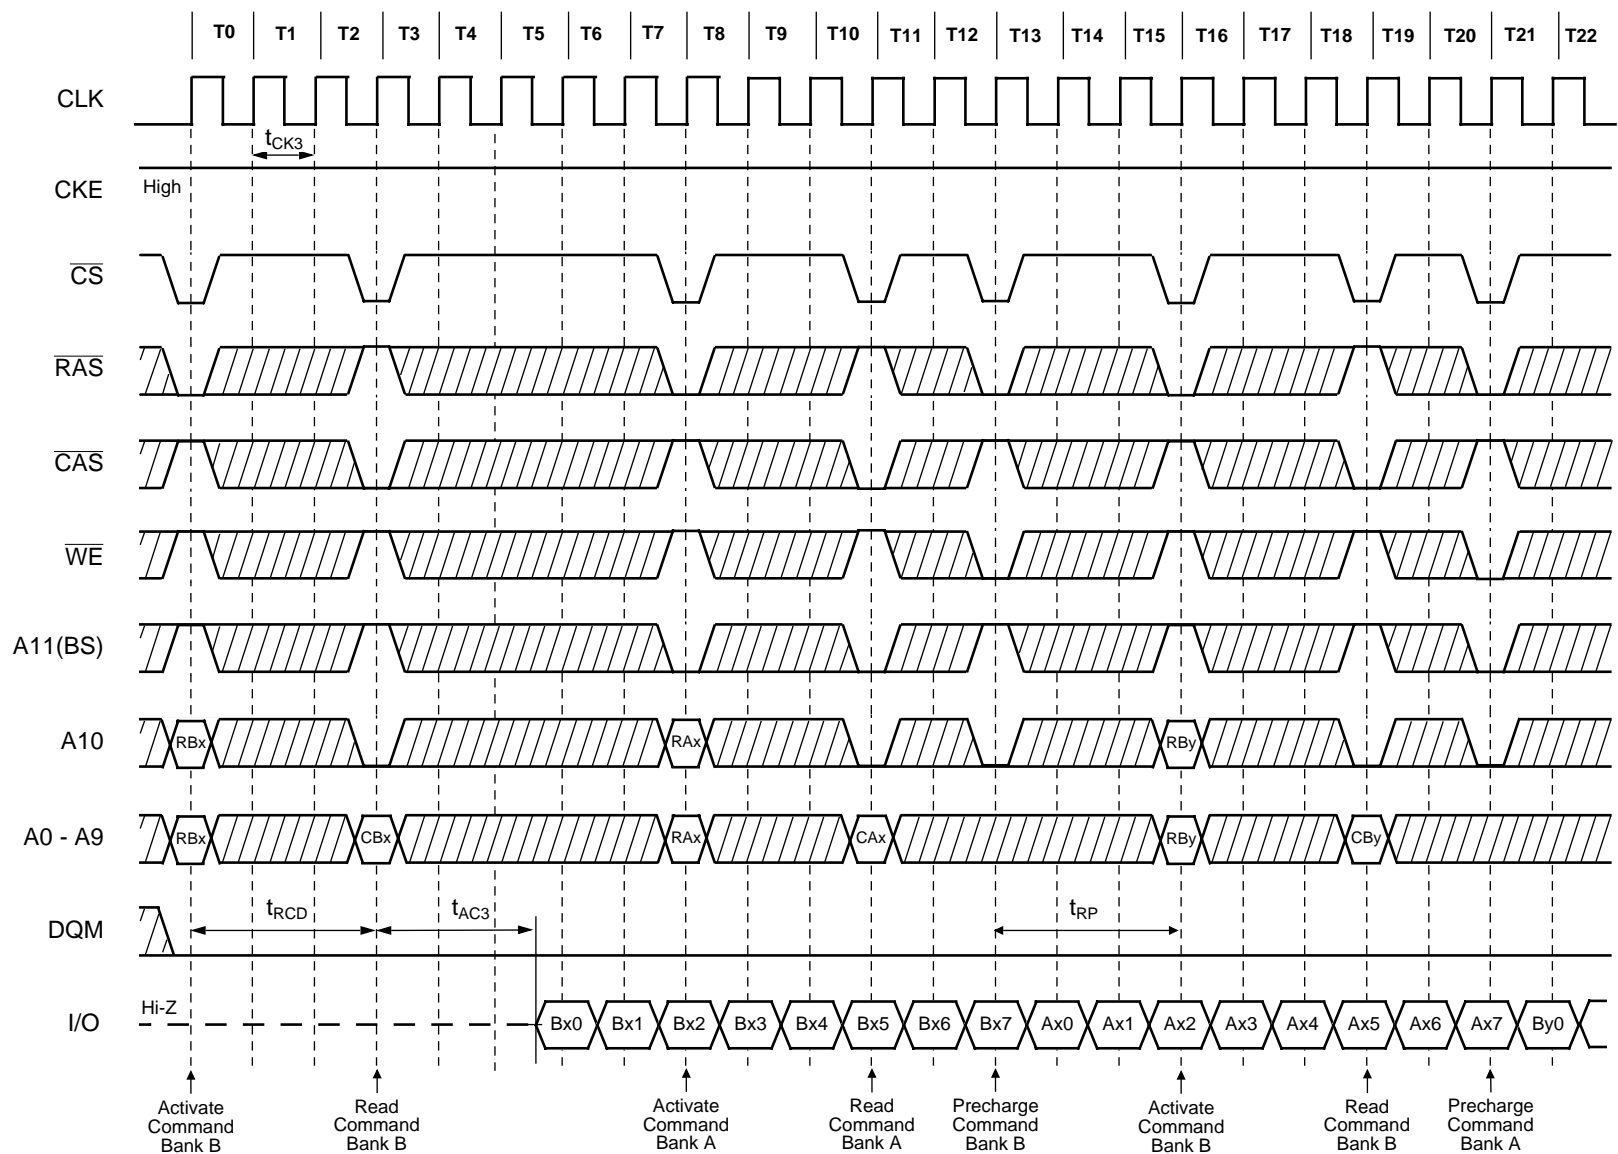 T0 T1 T2 T3 T4 T5 T6 T7 T8 T9 T10 T11 T12 T13 T14 T15 T16 T17 T18 T19 T20 T21 T22
CLK
tCK3
CKE High
CS
RAS
CAS
WE
A11(BS)
A10 RBx RAx RBy
A0 - A9 RBx CBx RAx CAx RBy CBy
DQM tRCD tAC3 tRP
I/O Hi-Z Bx0 Bx1 Bx2 Bx3 Bx4 Bx5 Bx6 Bx7 Ax0 Ax1 Ax2 Ax3 Ax4 Ax5 Ax6 Ax7 By0
Activate
Command
Bank B
Read
Command
Bank B
Activate
Command
Bank A
Read
Command
Bank A
Precharge
Command
Bank B
Activate
Command
Bank B
Read
Command
Bank B
Precharge
Command
Bank A